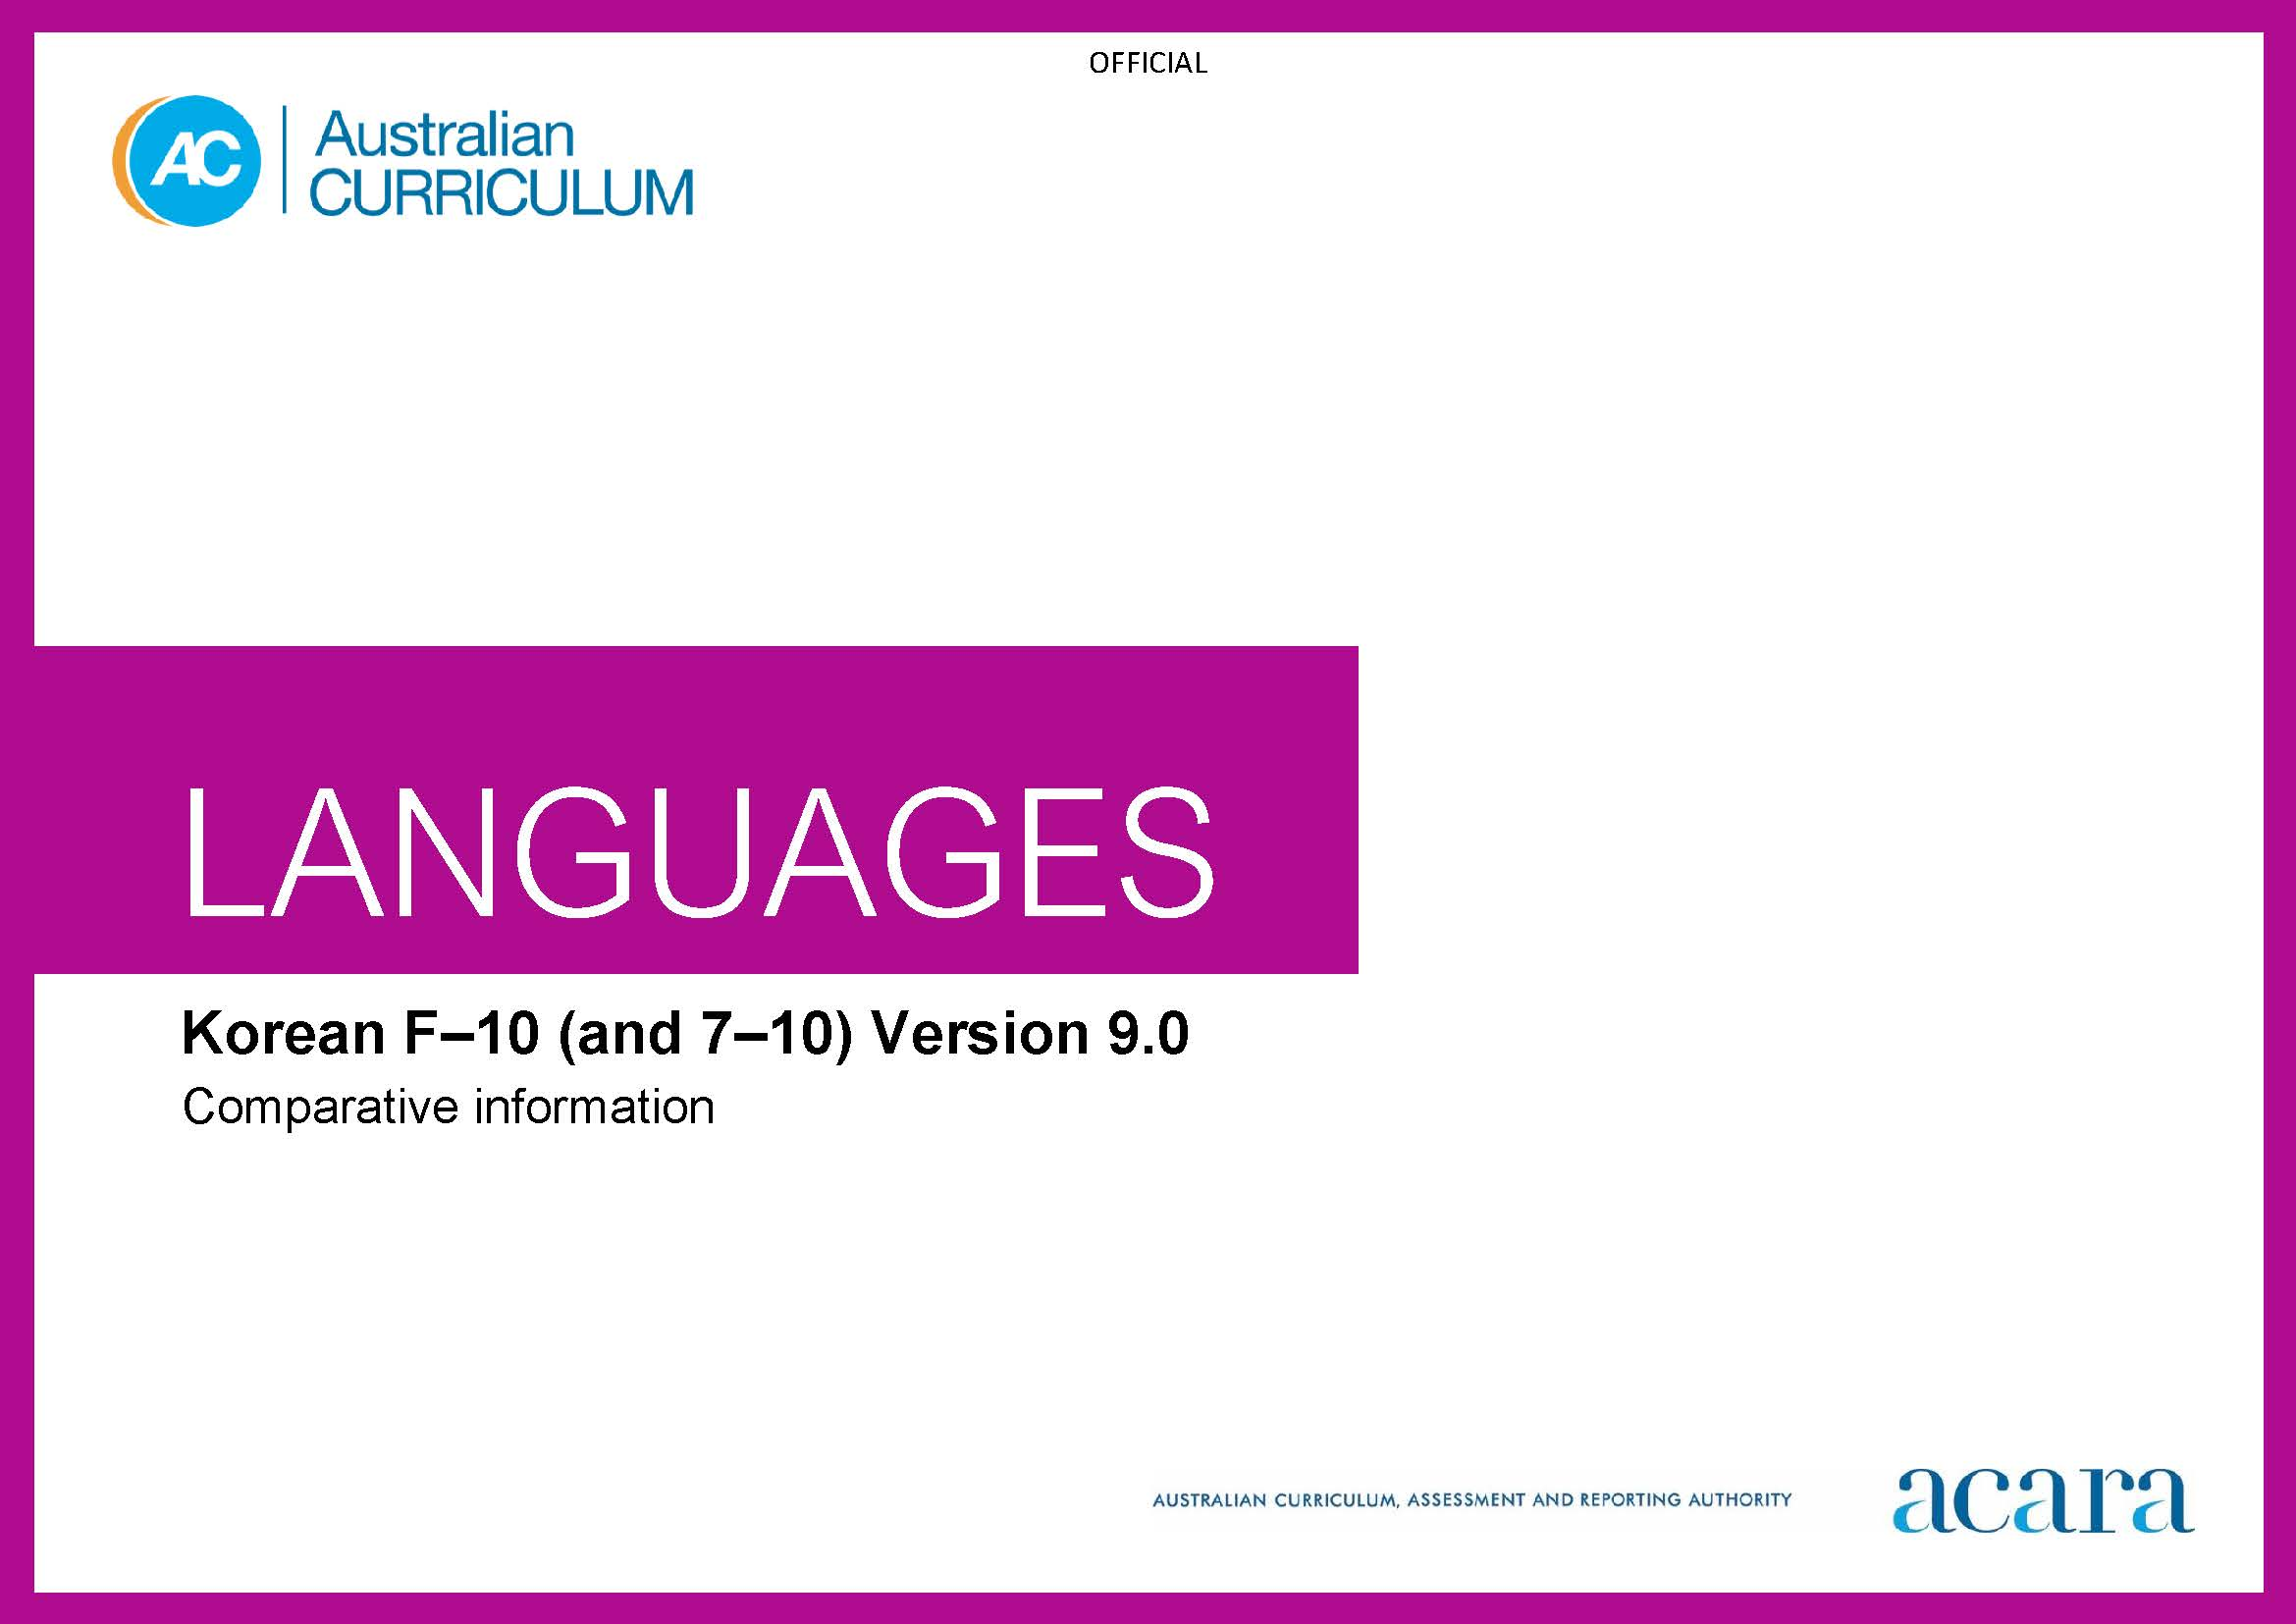 OFFICIAL
AC
Australian
CURRICULUM
LANGUAGES
Korean F–10 (and 7–10) Version 9.0
Comparative information
AUSTRALIAN CURRICULUM, ASSESSMENT AND REPORTING AUTHORITY
acara